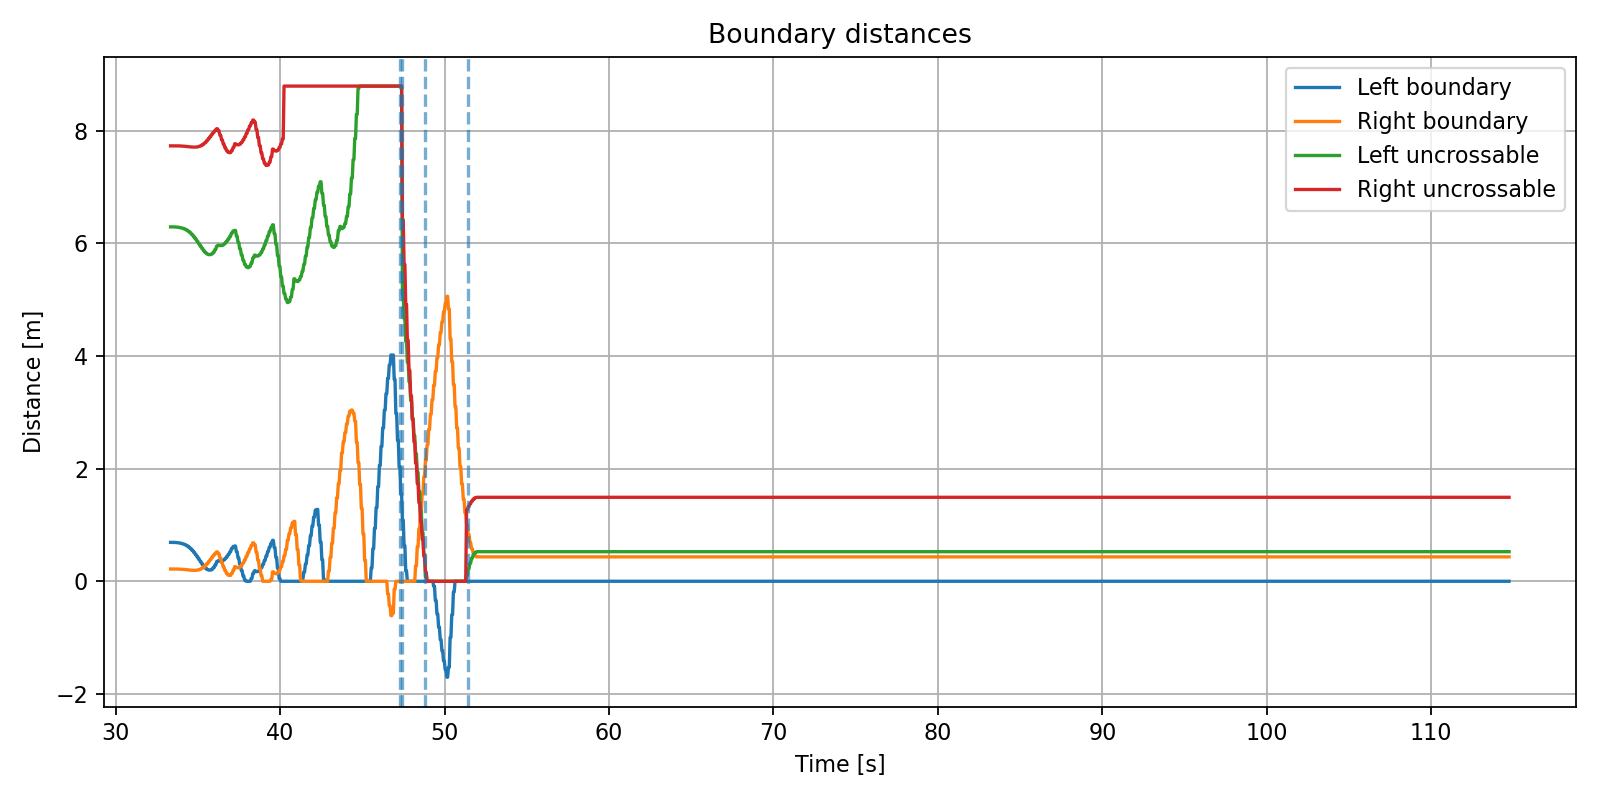 Boundary distances
Left boundary
Right boundary
Left uncrossable
Right uncrossable
Distance [m]
8
6
4
2
0
−2
30 40 50 60 70 80 90 100 110
Time [s]